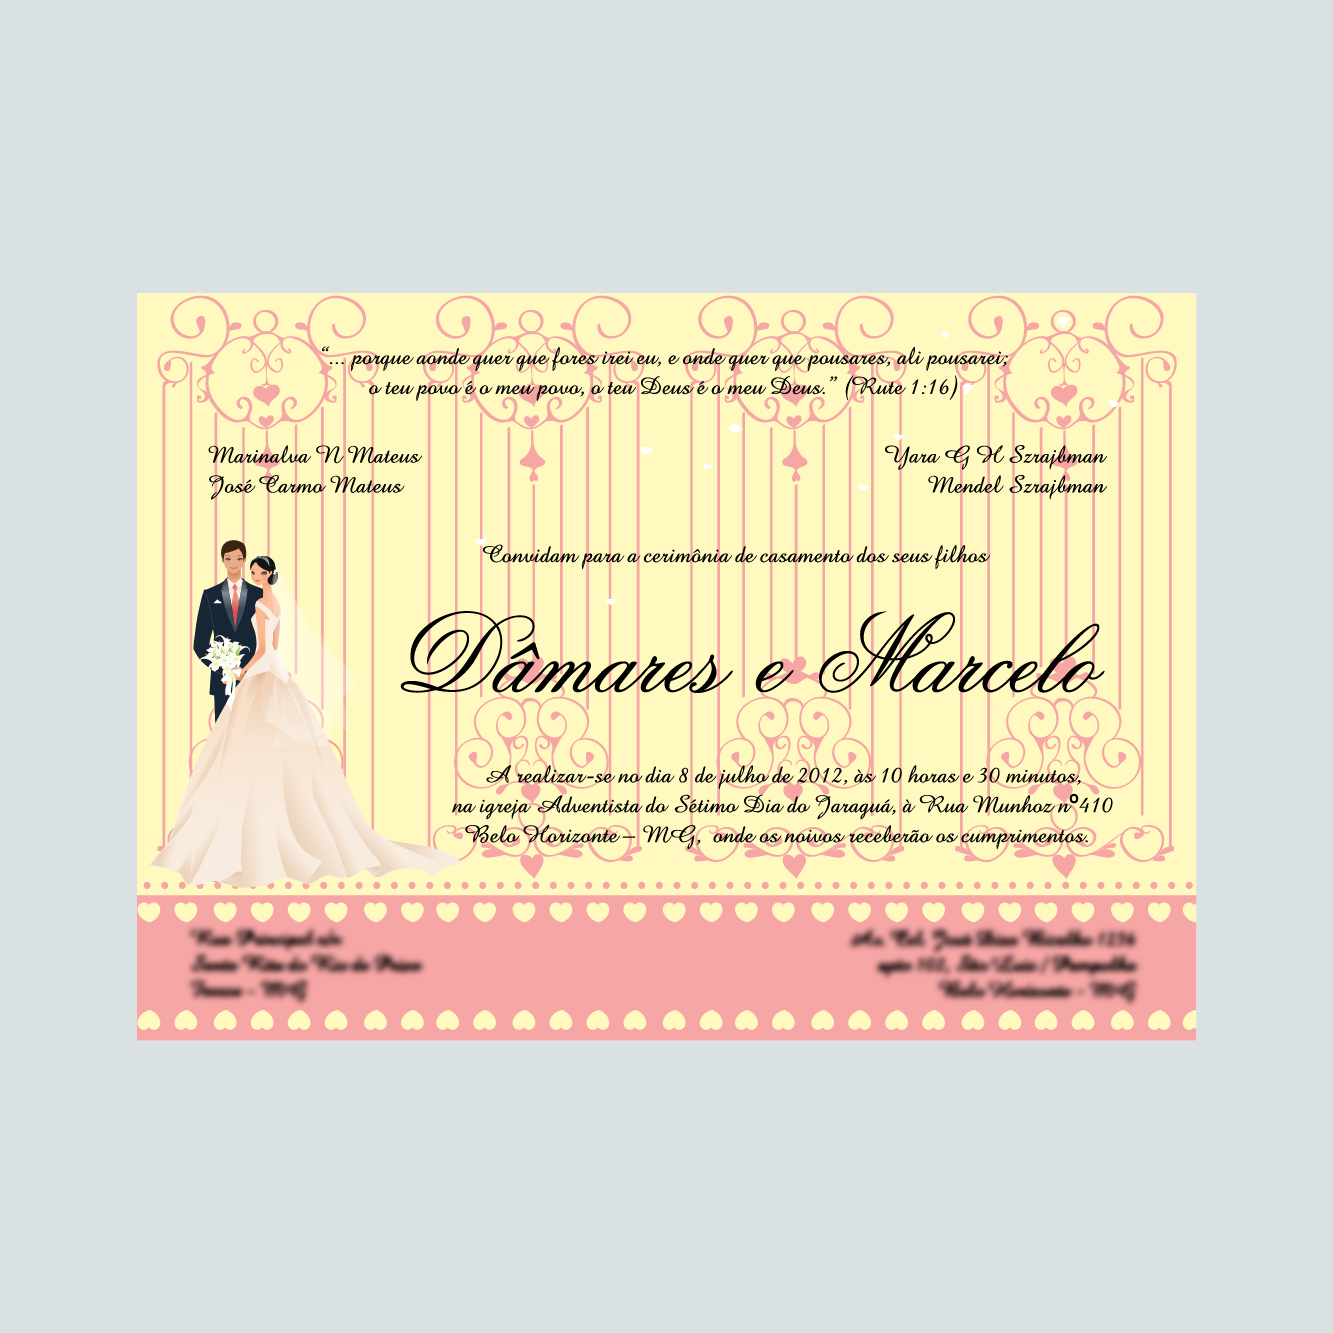 “... porque aonde quer que fores irei eu, e onde quer que pousares, ali pousarei;
o teu povo é o meu povo, o teu Deus é o meu Deus.” (Rute 1:16)
Marinalva N Mateus
José Carmo Mateus
Yara G H Szrajbman
Mendel Szrajbman
Convidam para a cerimônia de casamento dos seus filhos
Dâmares e Marcelo
A realizar-se no dia 8 de julho de 2012, às 10 horas e 30 minutos,
na igreja Adventista do Sétimo Dia do Jaraguá, à Rua Munhoz nº410
Belo Horizonte – MG, onde os noivos receberão os cumprimentos.